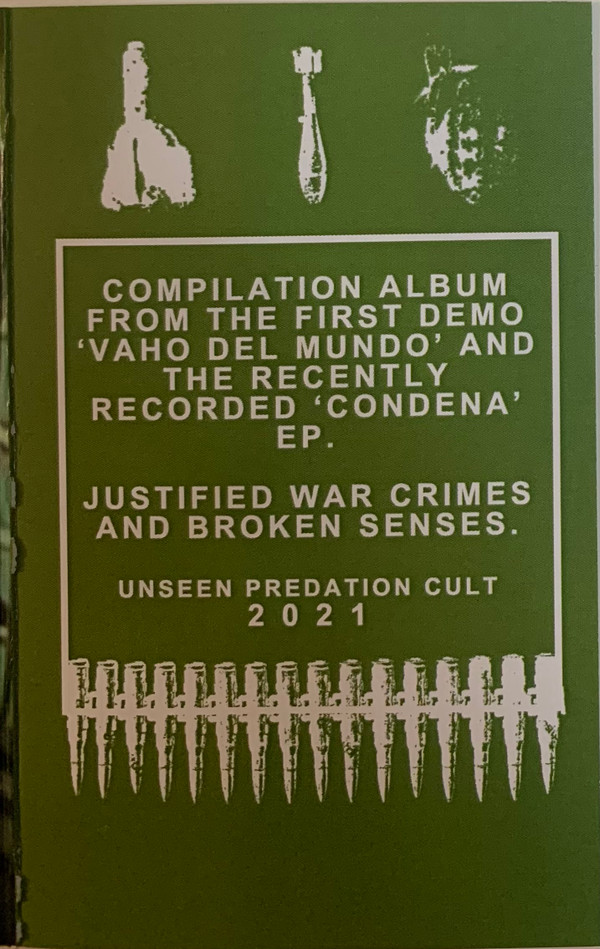 COMPILATION ALBUM
FROM THE FIRST DEMO
‘VAHO DEL MUNDO’ AND
THE RECENTLY
RECORDED ‘CONDENA’
EP.
JUSTIFIED WAR CRIMES
AND BROKEN SENSES.
UNSEEN PREDATION CULT
2021